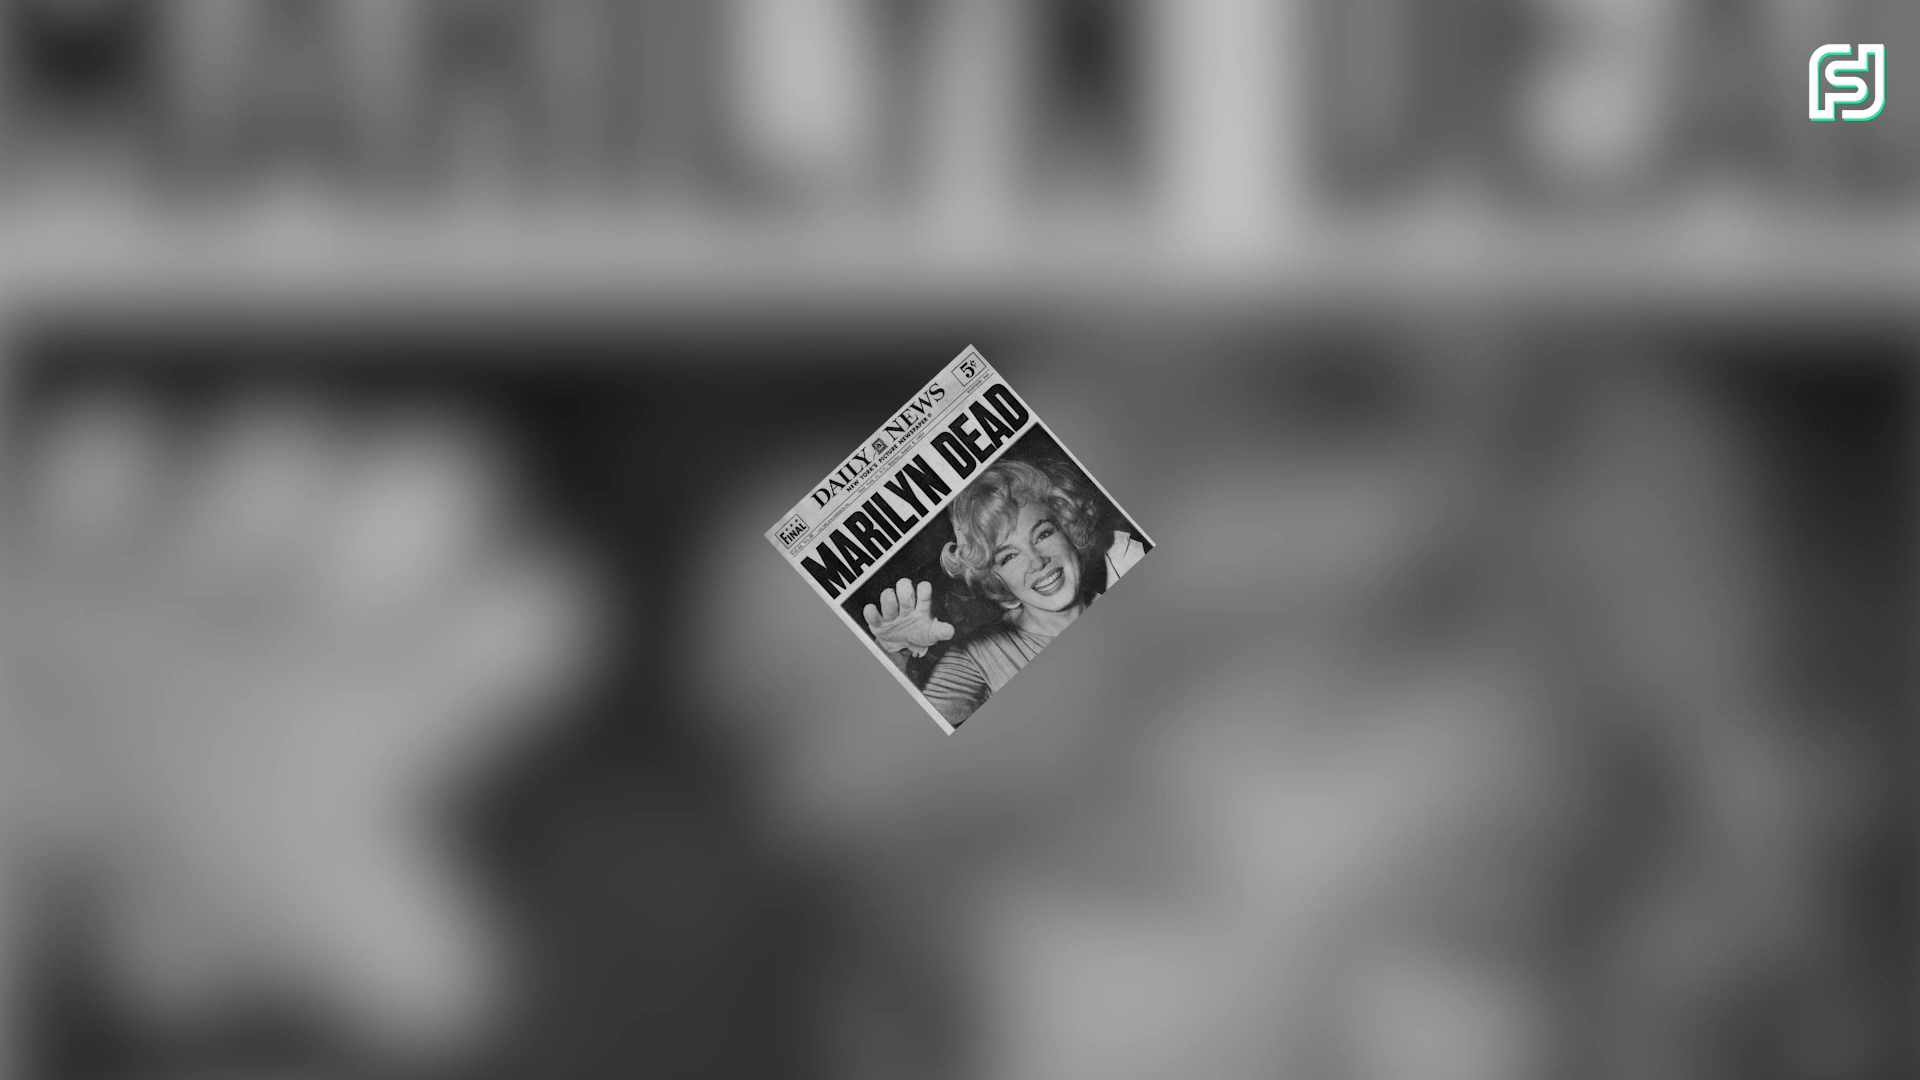 DAILY NEWS
5¢
NEW YORK'S PICTURE NEWSPAPER ®
FINAL
MARILYN DEAD